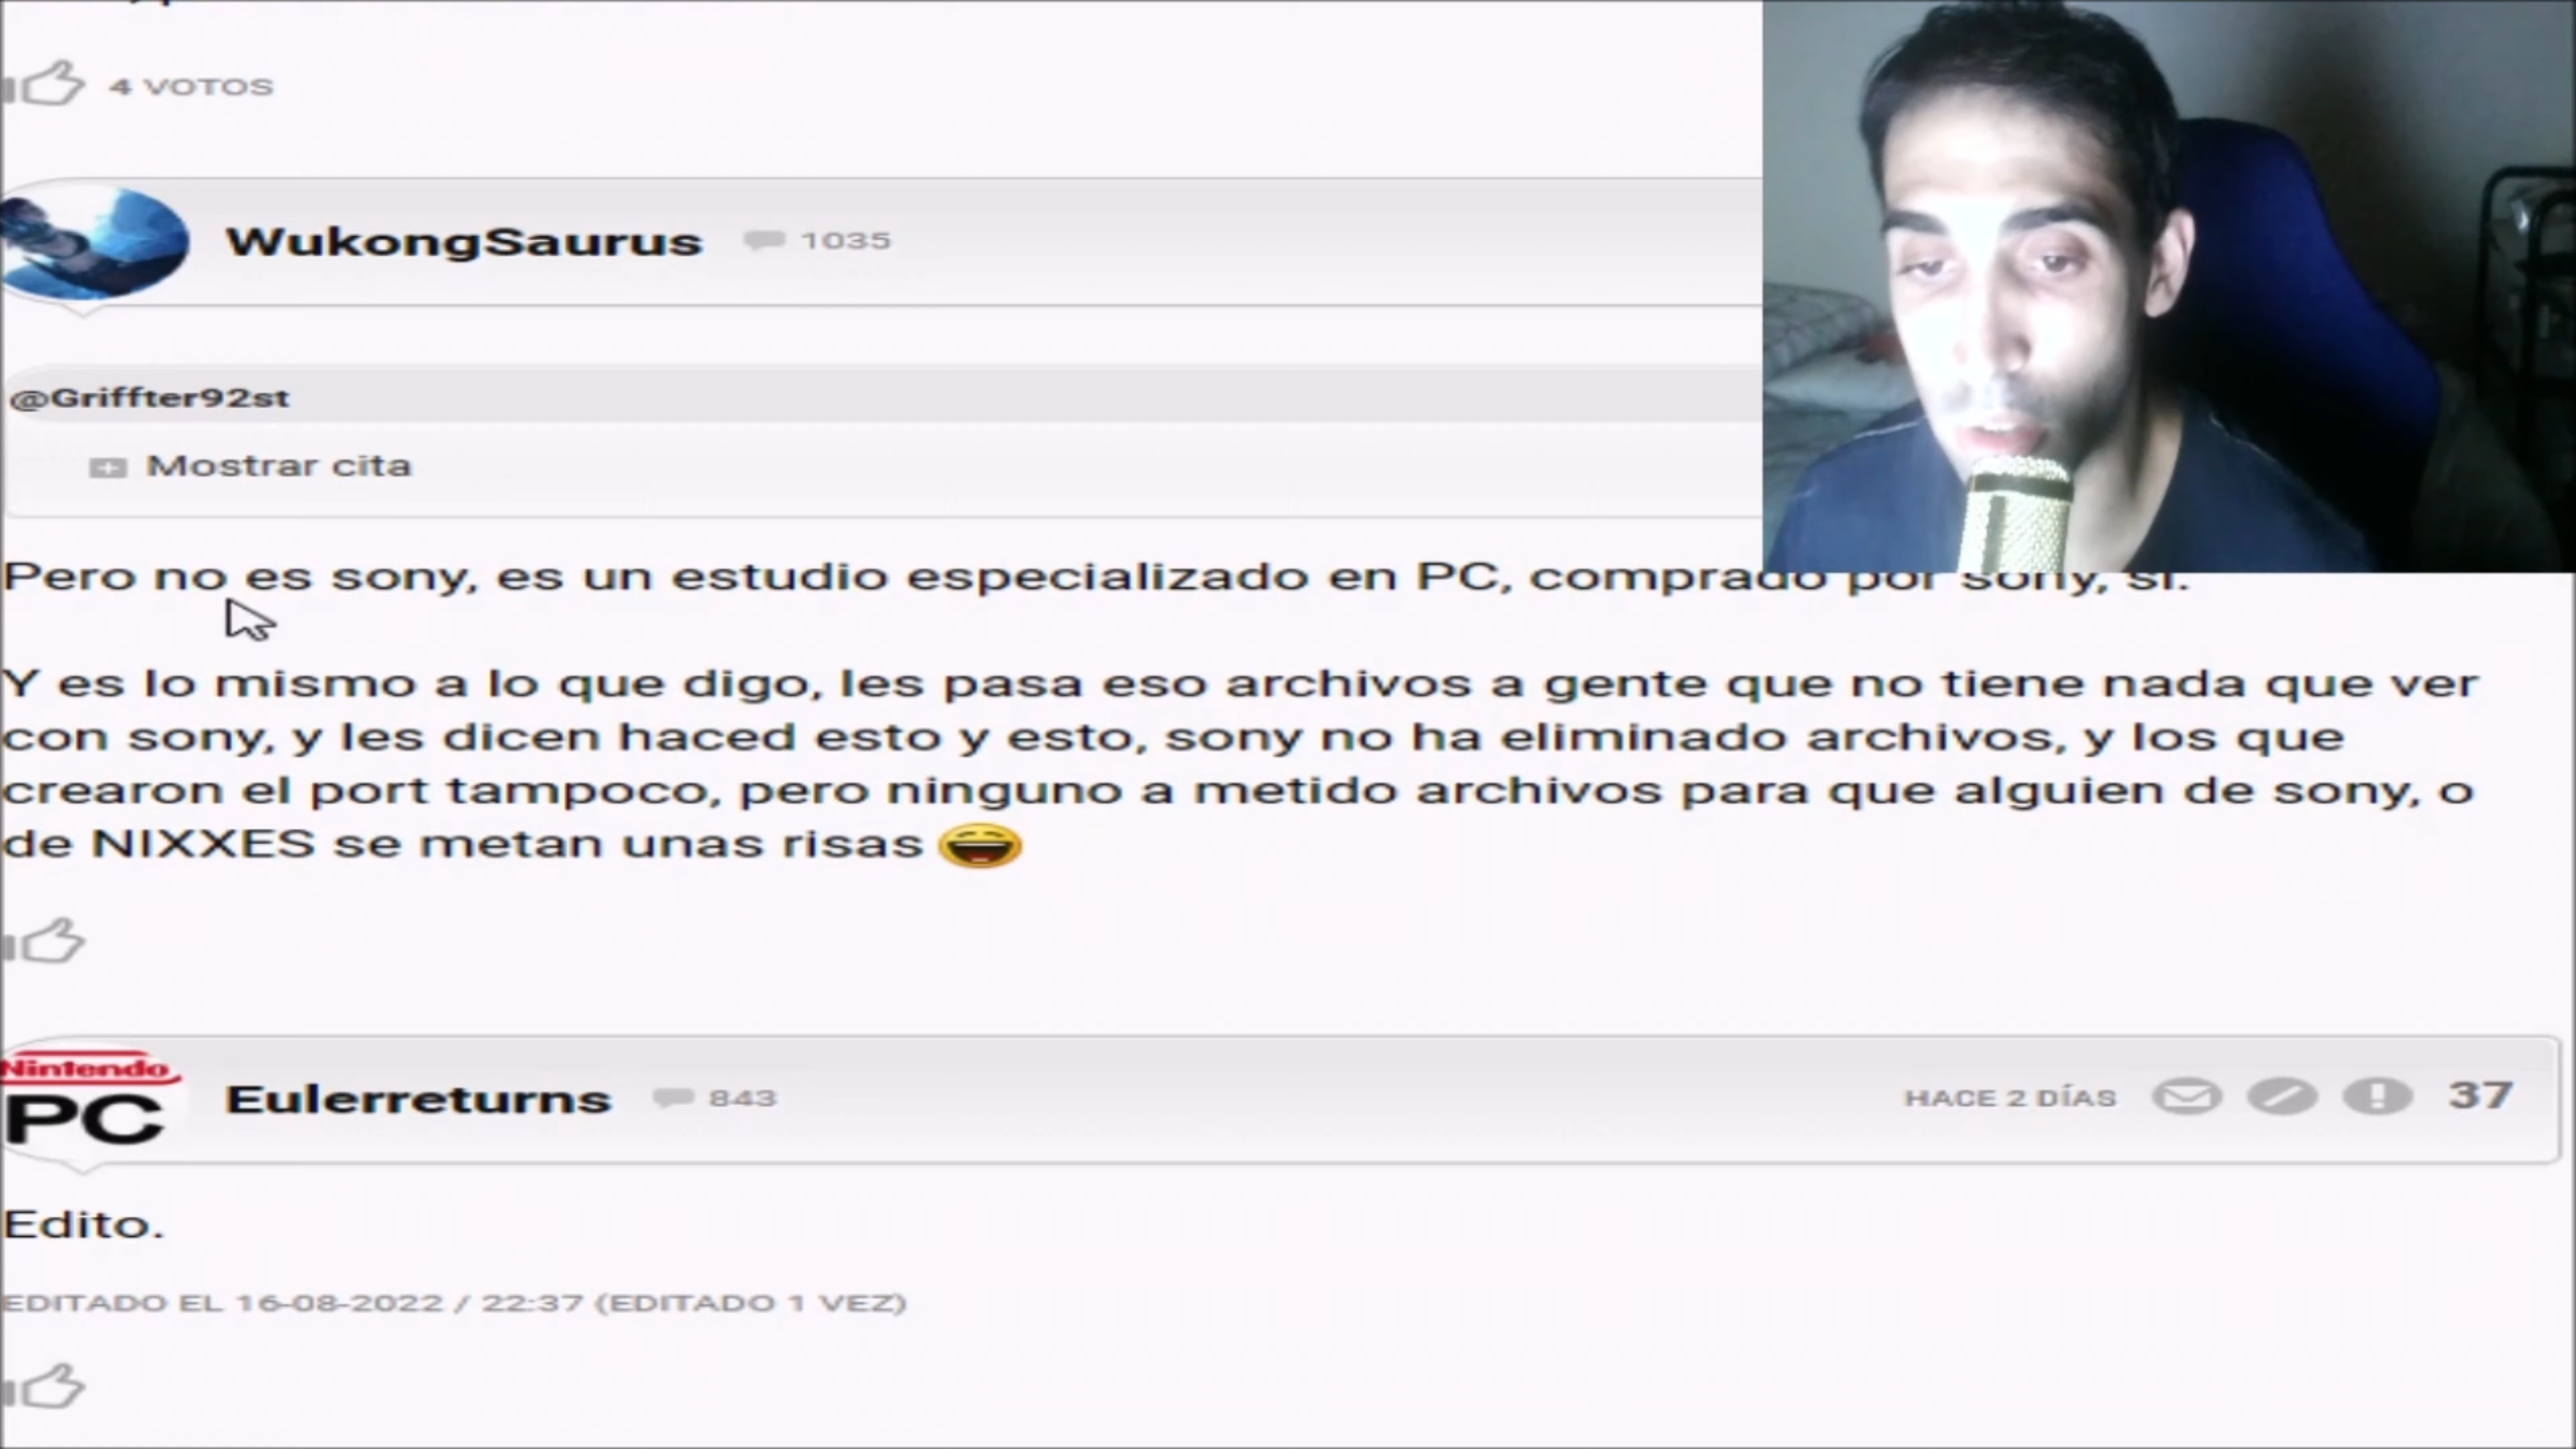 4 VOTOS
WukongSaurus 1035
@Griffter92st
Mostrar cita
Pero no es sony, es un estudio especializado en PC, comprado por sony, si.
Y es lo mismo a lo que digo, les pasa eso archivos a gente que no tiene nada que ver
con sony, y les dicen haced esto y esto, sony no ha eliminado archivos, y los que
crearon el port tampoco, pero ninguno a metido archivos para que alguien de sony, o
de NIXXES se metan unas risas
Nintendo
PC
Eulerreturns 843 HACE 2 DÍAS 37
Edito.
EDITADO EL 16-08-2022 / 22:37 (EDITADO 1 VEZ)